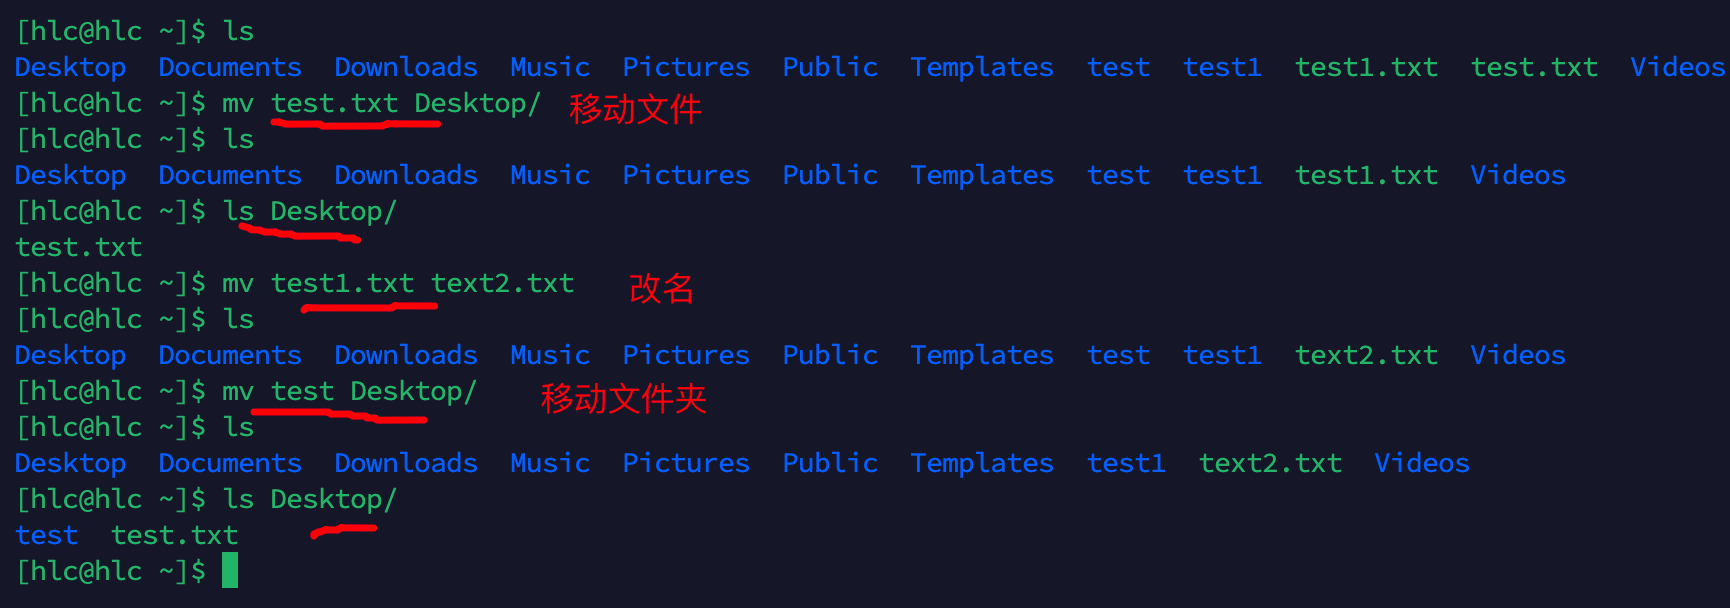 [hlc@hlc ~]$ ls
Desktop  Documents  Downloads  Music  Pictures  Public  Templates  test  test1  test1.txt  test.txt  Videos
[hlc@hlc ~]$ mv test.txt Desktop/  移动文件
[hlc@hlc ~]$ ls
Desktop  Documents  Downloads  Music  Pictures  Public  Templates  test  test1  test1.txt  Videos
[hlc@hlc ~]$ ls Desktop/
test.txt
[hlc@hlc ~]$ mv test1.txt text2.txt  改名
[hlc@hlc ~]$ ls
Desktop  Documents  Downloads  Music  Pictures  Public  Templates  test  test1  text2.txt  Videos
[hlc@hlc ~]$ mv test Desktop/  移动文件夹
[hlc@hlc ~]$ ls
Desktop  Documents  Downloads  Music  Pictures  Public  Templates  test1  text2.txt  Videos
[hlc@hlc ~]$ ls Desktop/
test  test.txt
[hlc@hlc ~]$